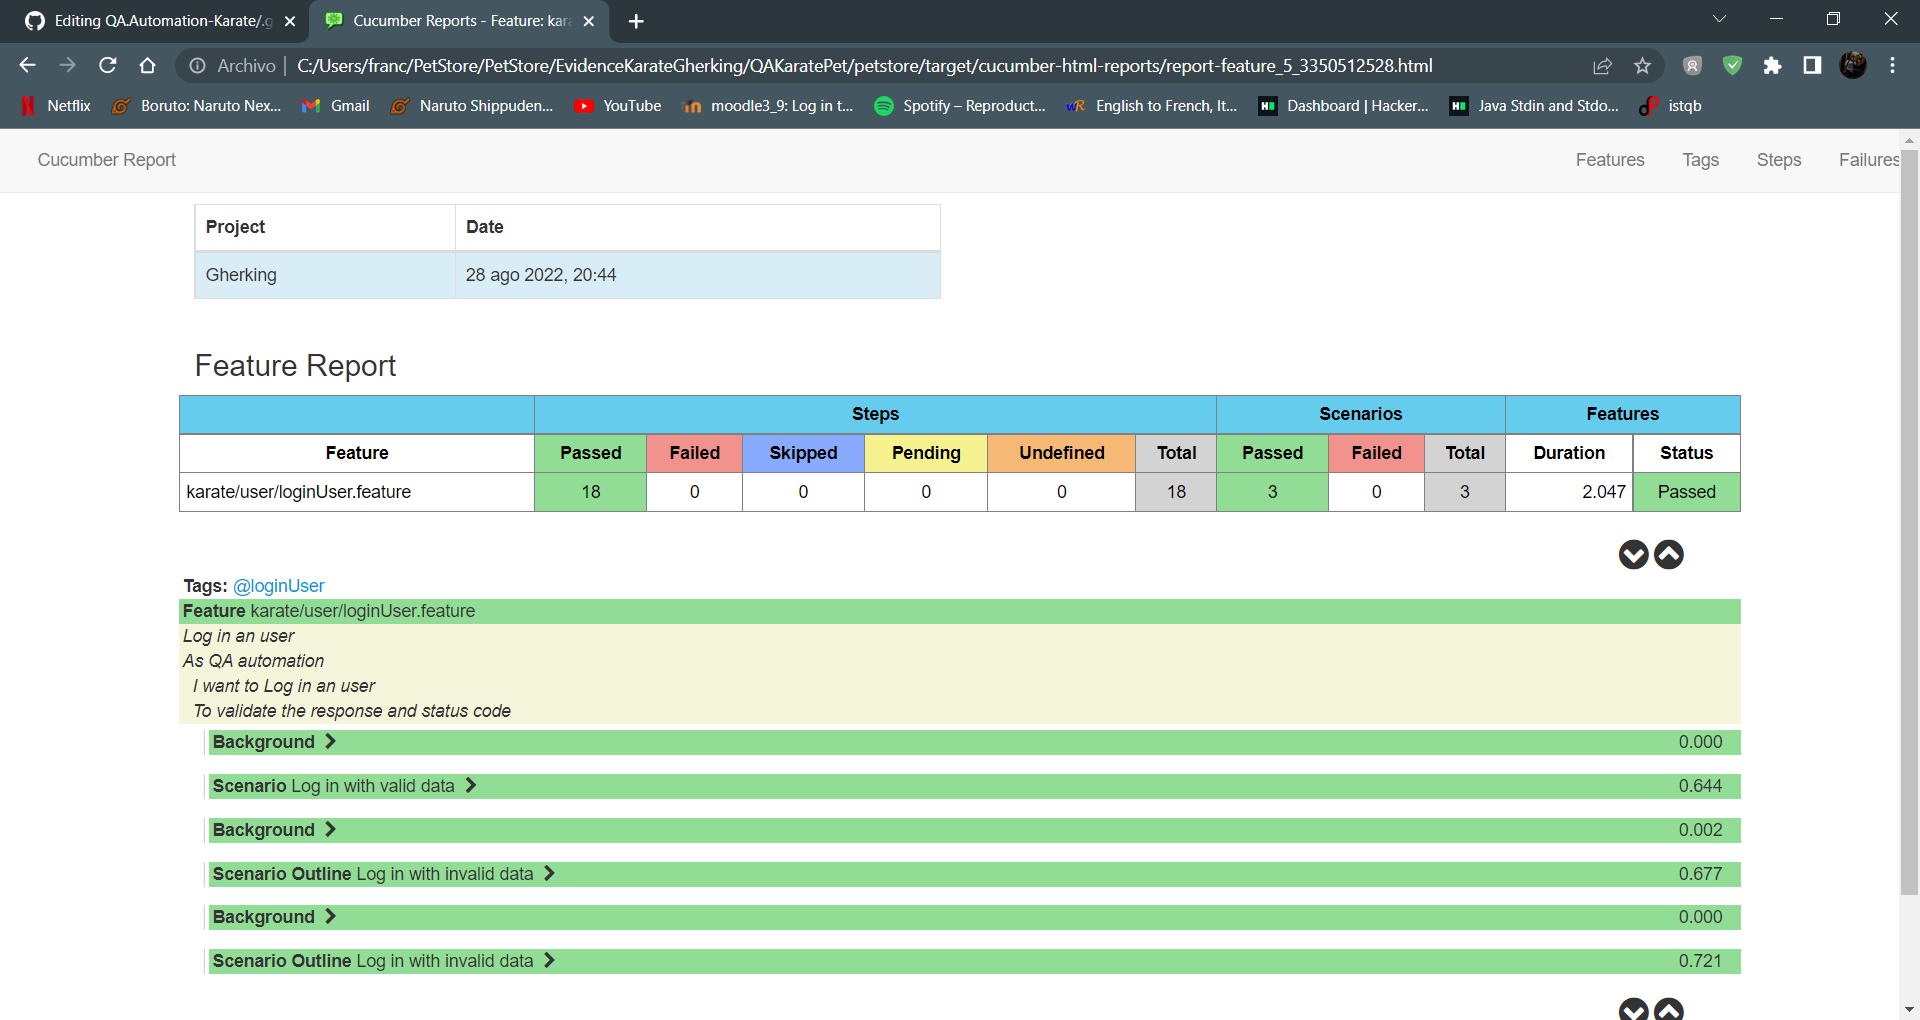 Editing QA.Automation-Karate/.g
Cucumber Reports - Feature: kar
Archivo C:/Users/franc/PetStore/PetStore/EvidenceKarateGherking/QAKaratePet/petstore/target/cucumber-html-reports/report-feature_5_3350512528.html
Netflix Boruto: Naruto Nex... Gmail Naruto Shippuden... YouTube moodle3_9: Log in t... Spotify – Reproduct... English to French, It... Dashboard | Hacker... Java Stdin and Stdo... istqb
Cucumber Report Features Tags Steps Failures
Project Date
Gherking 28 ago 2022, 20:44
Feature Report
Steps Scenarios Features
Feature Passed Failed Skipped Pending Undefined Total Passed Failed Total Duration Status
karate/user/loginUser.feature 18 0 0 0 0 18 3 0 3 2.047 Passed
Tags: @loginUser
Feature karate/user/loginUser.feature
Log in an user
As QA automation
I want to Log in an user
To validate the response and status code
Background 0.000
Scenario Log in with valid data 0.644
Background 0.002
Scenario Outline Log in with invalid data 0.677
Background 0.000
Scenario Outline Log in with invalid data 0.721